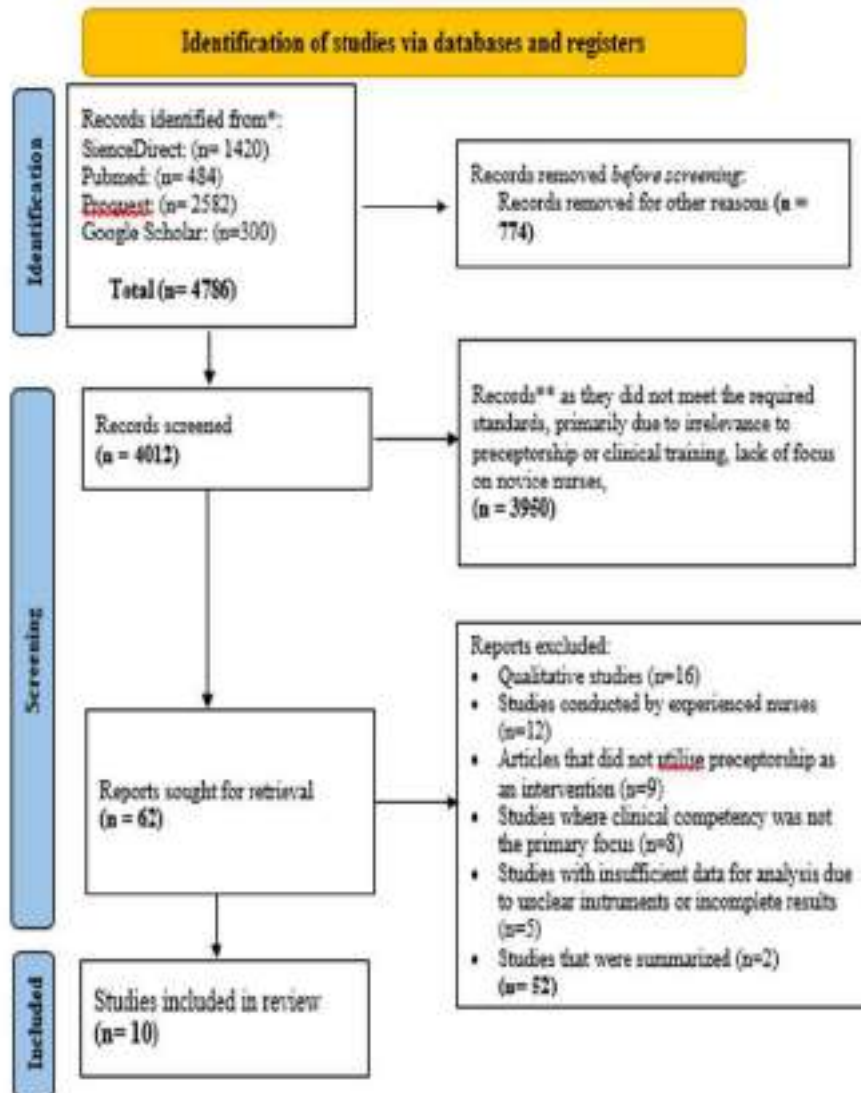 Identification of studies via databases and registers
Identification
Records identified from*:
SienceDirect: (n= 1420)
Pubmed: (n= 484)
Proquest: (n= 2582)
Google Scholar: (n=300)
Total (n= 4786)
Records removed before screening:
Records removed for other reasons (n =
774)
Screening
Records screened
(n = 4012)
Records** as they did not meet the required
standards, primarily due to irrelevance to
preceptorship or clinical training, lack of focus
on novice nurses,
(n = 3950)
Reports sought for retrieval
(n = 62)
Reports excluded:
• Qualitative studies (n=16)
• Studies conducted by experienced nurses
(n=12)
• Articles that did not utilise preceptorship as
an intervention (n=9)
• Studies where clinical competency was not
the primary focus (n=8)
• Studies with insufficient data for analysis due
to unclear instruments or incomplete results
(n=5)
• Studies that were summarized (n=2)
(n= 52)
Included
Studies included in review
(n= 10)